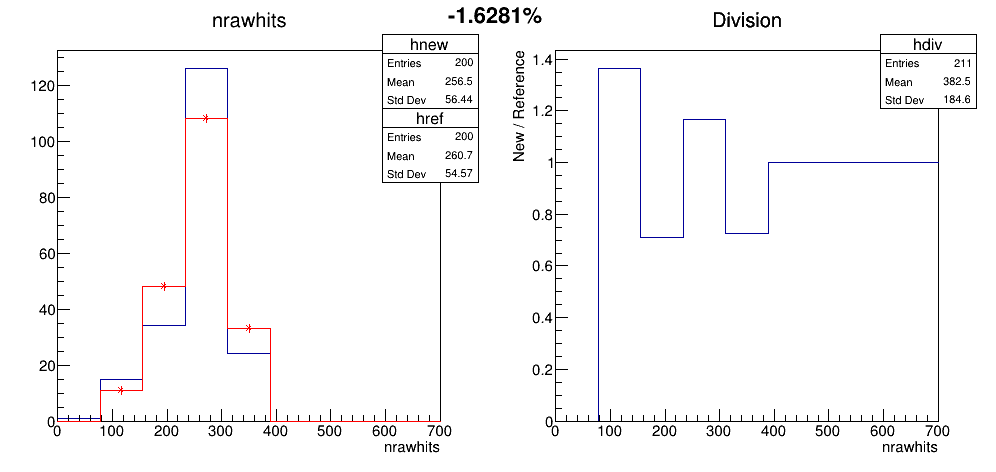 -1.6281%
nrawhits
hnew
Entries 200
Mean 256.5
Std Dev 56.44
href
Entries 200
Mean 260.7
Std Dev 54.57
120
100
80
60
40
20
0
0 100 200 300 400 500 600 700
nrawhits
Division
hdiv
Entries 211
Mean 382.5
Std Dev 184.6
New / Reference
1.4
1.2
1
0.8
0.6
0.4
0.2
0
0 100 200 300 400 500 600 700
nrawhits